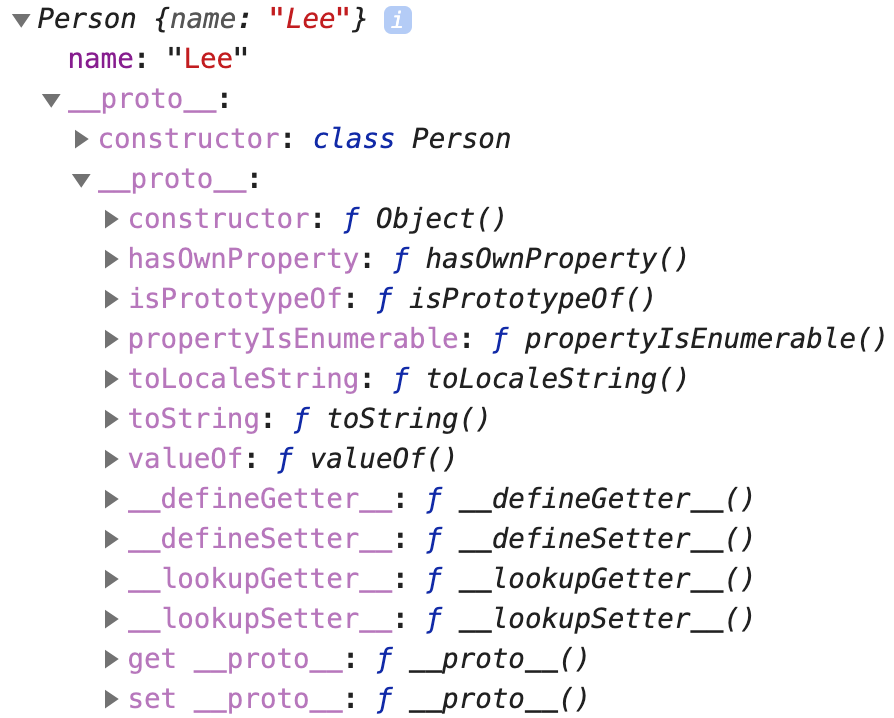 Person {name: "Lee"} i
name: "Lee"
__proto__:
constructor: class Person
__proto__:
constructor: ƒ Object()
hasOwnProperty: ƒ hasOwnProperty()
isPrototypeOf: ƒ isPrototypeOf()
propertyIsEnumerable: ƒ propertyIsEnumerable()
toLocaleString: ƒ toLocaleString()
toString: ƒ toString()
valueOf: ƒ valueOf()
__defineGetter__: ƒ __defineGetter__()
__defineSetter__: ƒ __defineSetter__()
__lookupGetter__: ƒ __lookupGetter__()
__lookupSetter__: ƒ __lookupSetter__()
get __proto__: ƒ __proto__()
set __proto__: ƒ __proto__()